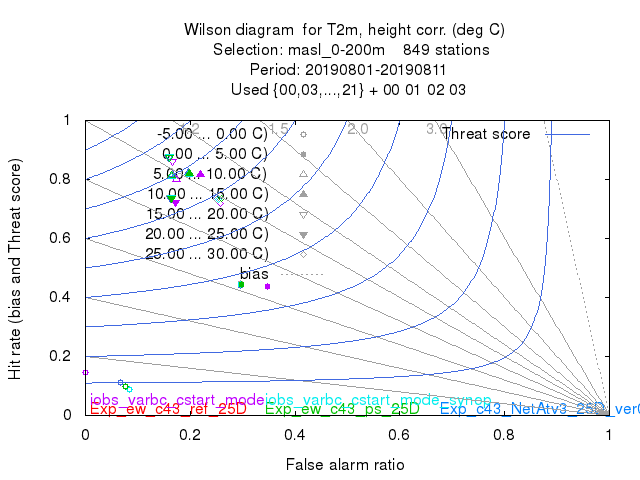 Wilson diagram for T2m, height corr. (deg C)
Selection: masl_0-200m 849 stations
Period: 20190801-20190811
Used {00,03,...,21} + 00 01 02 03
Hit rate (bias and Threat score)
1
0.8
0.6
0.4
0.2
0
1.2
1.5
2.0
3.0
Threat score
-5.00 ... 0.00 C)
0.00 ... 5.00 C)
5.00 ... 10.00 C)
10.00 ... 15.00 C)
15.00 ... 20.00 C)
20.00 ... 25.00 C)
25.00 ... 30.00 C)
bias
jobs_varbc_cstart_mode
jobs_varbc_cstart_mode_synop
Exp_ew_c43_ref_25D
Exp_ew_c43_ps_25D
Exp_c43_NetAtv3_25D_ver0
0 0.2 0.4 0.6 0.8 1
False alarm ratio